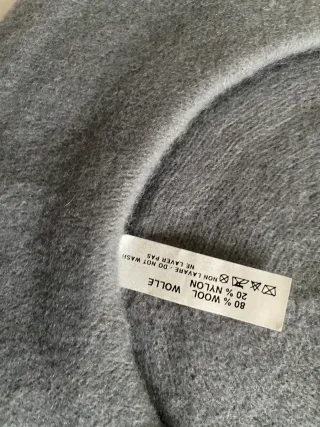 80 % WOOL WOLLE
20 % NYLON
NON LAVARE - DO NOT WASH
NE LAVER PAS